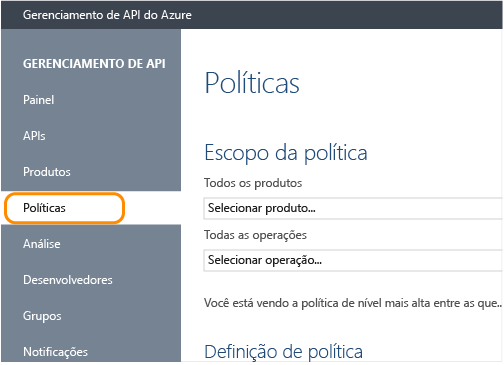 Gerenciamento de API do Azure
GERENCIAMENTO DE API
Painel
APIs
Produtos
Políticas
Análise
Desenvolvedores
Grupos
Notificações
Políticas
Escopo da política
Todos os produtos
Selecionar produto...
Todas as operações
Selecionar operação...
Você está vendo a política de nível mais alta entre as que..
Definição de política